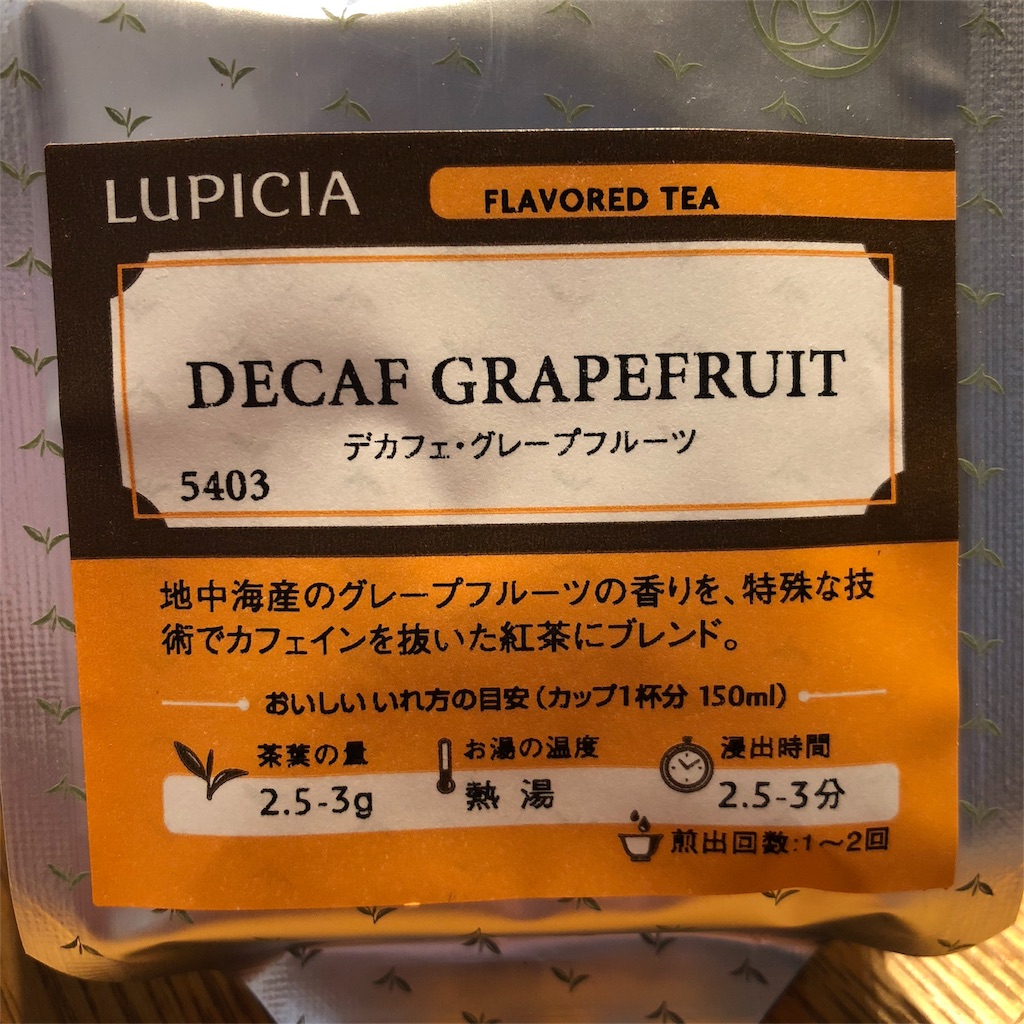 LUPICIA
FLAVORED TEA
DECAF GRAPEFRUIT
デカフェ・グレープフルーツ
5403
地中海産のグレープフルーツの香りを、特殊な技
術でカフェインを抜いた紅茶にブレンド。
おいしいいれ方の目安(カップ1杯分 150ml)
茶葉の量
お湯の温度
浸出時間
2.5-3g
熱湯
2.5-3分
煎出回数:1〜2回